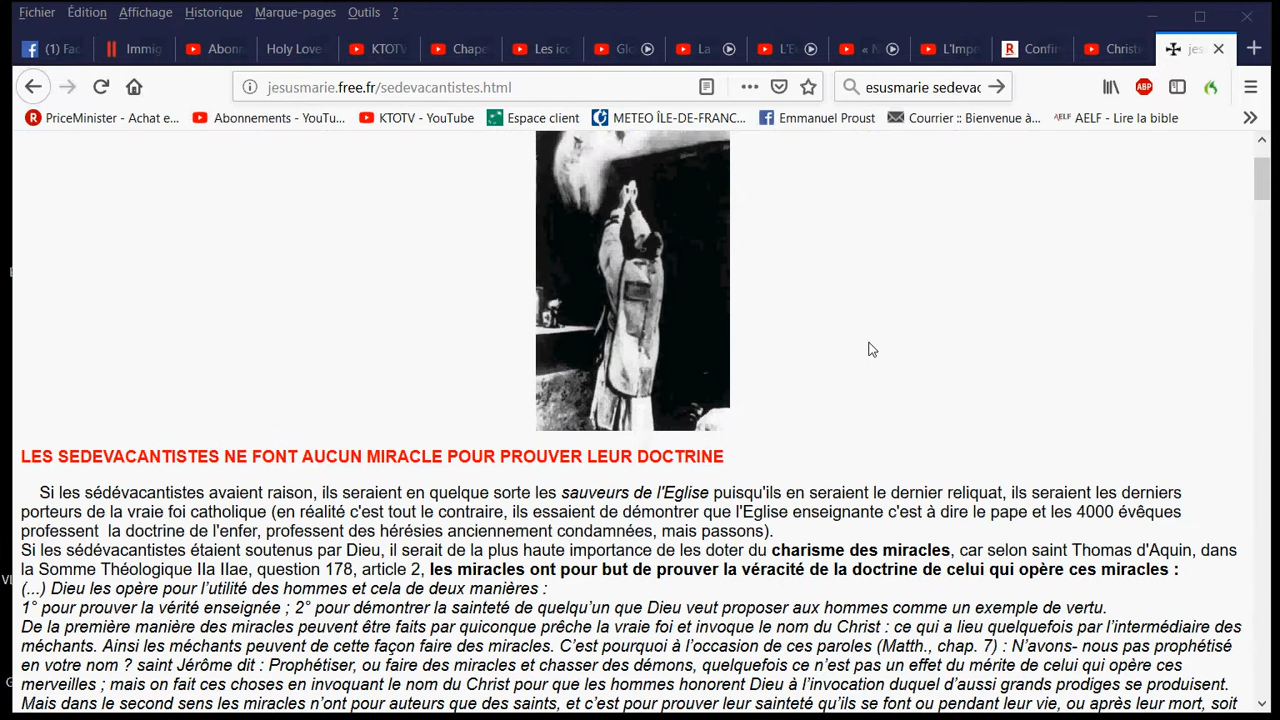 Fichier Édition Affichage Historique Marque-pages Outils ?
(1) Fac Immig Abonn Holy Love KTOTV Chape Les ico Glo La L'E « N L'Imp Confin Christ jes
jesusmarie.free.fr/sedevacantistes.html esusmarie sedevac
PriceMinister - Achat e... Abonnements - YouTu... KTOTV - YouTube Espace client METEO ÎLE-DE-FRANC... Emmanuel Proust Courrier :: Bienvenue à... AELF - Lire la bible
LES SEDEVACANTISTES NE FONT AUCUN MIRACLE POUR PROUVER LEUR DOCTRINE
Si les sédévacantistes avaient raison, ils seraient en quelque sorte les sauveurs de l'Eglise puisqu'ils en seraient le dernier reliquat, ils seraient les derniers
porteurs de la vraie foi catholique (en réalité c'est tout le contraire, ils essaient de démontrer que l'Eglise enseignante c'est à dire le pape et les 4000 évêques
professent la doctrine de l'enfer, professent des hérésies anciennement condamnées, mais passons).
Si les sédévacantistes étaient soutenus par Dieu, il serait de la plus haute importance de les doter du charisme des miracles, car selon saint Thomas d'Aquin, dans
la Somme Théologique IIa IIae, question 178, article 2, les miracles ont pour but de prouver la véracité de la doctrine de celui qui opère ces miracles :
(...) Dieu les opère pour l’utilité des hommes et cela de deux manières :
1° pour prouver la vérité enseignée ; 2° pour démontrer la sainteté de quelqu’un que Dieu veut proposer aux hommes comme un exemple de vertu.
De la première manière des miracles peuvent être faits par quiconque prêche la vraie foi et invoque le nom du Christ : ce qui a lieu quelquefois par l’intermédiaire des
méchants. Ainsi les méchants peuvent de cette façon faire des miracles. C’est pourquoi à l’occasion de ces paroles (Matth., chap. 7) : N’avons- nous pas prophétisé
en votre nom ? saint Jérôme dit : Prophétiser, ou faire des miracles et chasser des démons, quelquefois ce n’est pas un effet du mérite de celui qui opère ces
merveilles ; mais on fait ces choses en invoquant le nom du Christ pour que les hommes honorent Dieu à l’invocation duquel d’aussi grands prodiges se produisent.
Mais dans le second sens les miracles n’ont pour auteurs que des saints, et c’est pour prouver leur sainteté qu’ils se font ou pendant leur vie, ou après leur mort, soit